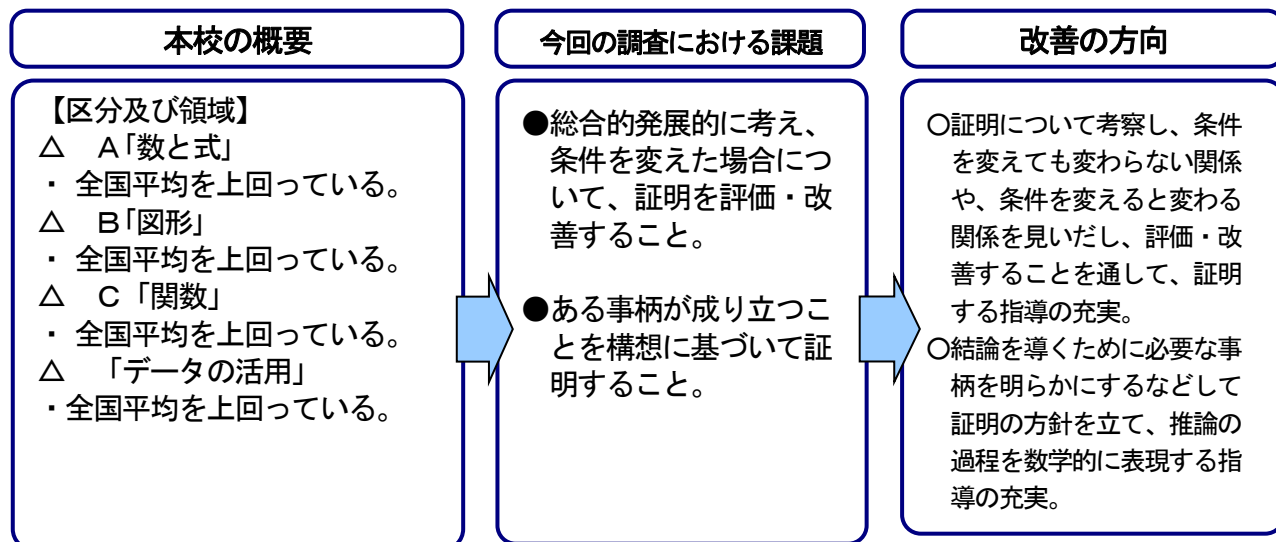 本校の概要
【区分及び領域】
△　A「数と式」
・ 全国平均を上回っている。
△　B「図形」
・ 全国平均を上回っている。
△　C「関数」
・ 全国平均を上回っている。
△　「データの活用」
・全国平均を上回っている。
今回の調査における課題
●総合的発展的に考え、
条件を変えた場合につ
いて、証明を評価・改
善すること。
●ある事柄が成り立つこ
とを構想に基づいて証
明すること。
改善の方向
○証明について考察し、条件
を変えても変わらない関係
や、条件を変えると変わる
関係を見いだし、評価・改
善することを通して、証明
する指導の充実。
○結論を導くために必要な事
柄を明らかにするなどして
証明の方針を立て、推論の
過程を数学的に表現する指
導の充実。